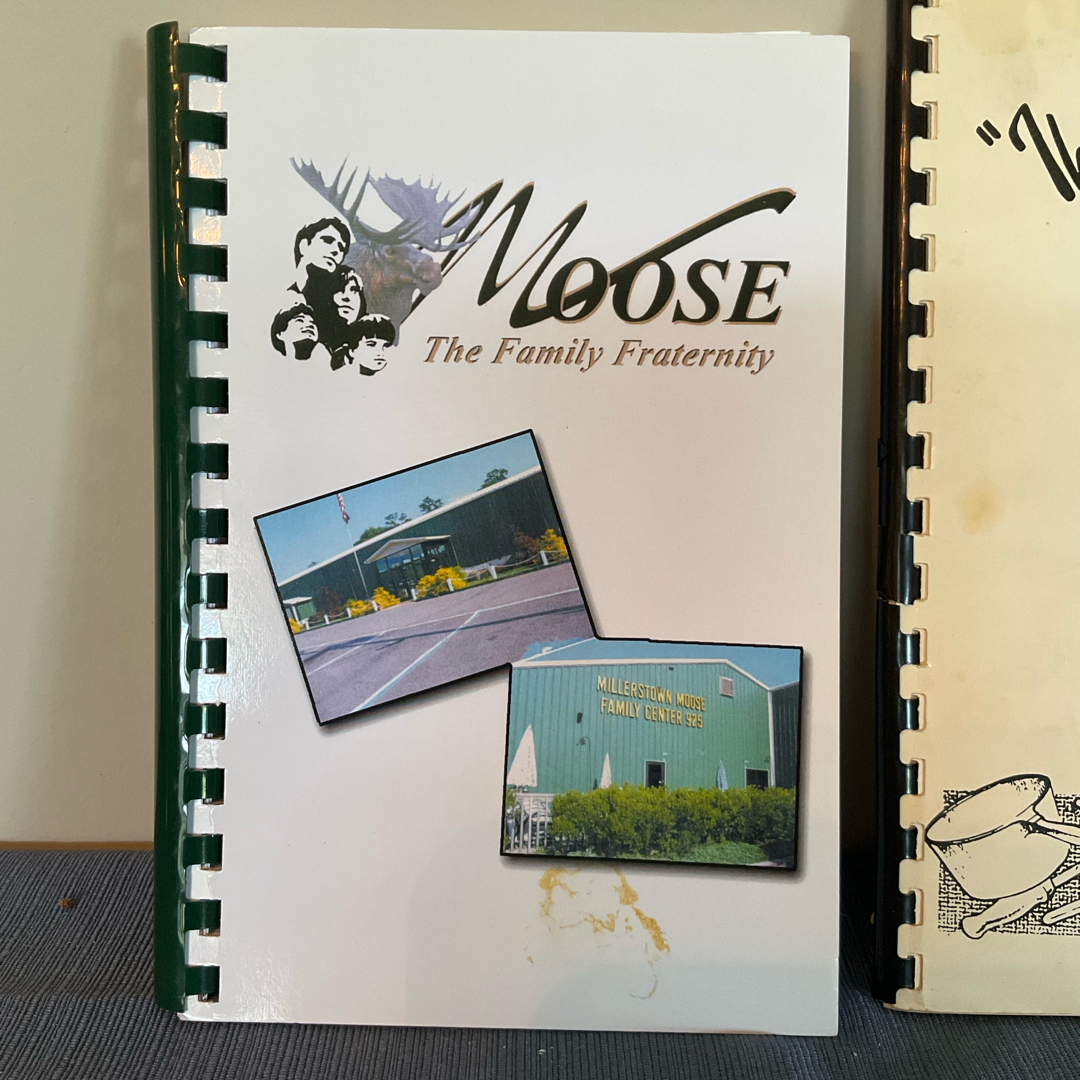 MOOSE
The Family Fraternity
MILLERSTOWN MOOSE
FAMILY CENTER 925